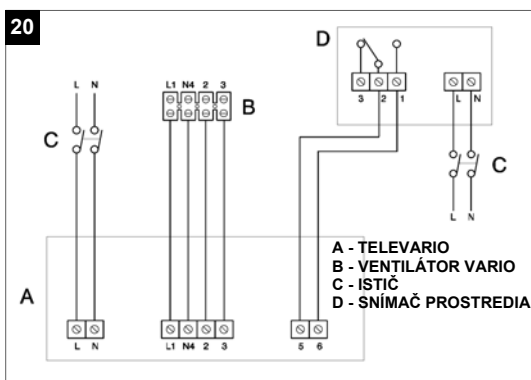 20
D
L N
L1 N4 2 3
3 2 1
L N
B
C
C
L N
A - TELEVARIO
B - VENTILÁTOR VARIO
C - ISTIČ
D - SNÍMAČ PROSTREDIA
A
L N
L1 N4 2 3
5 6